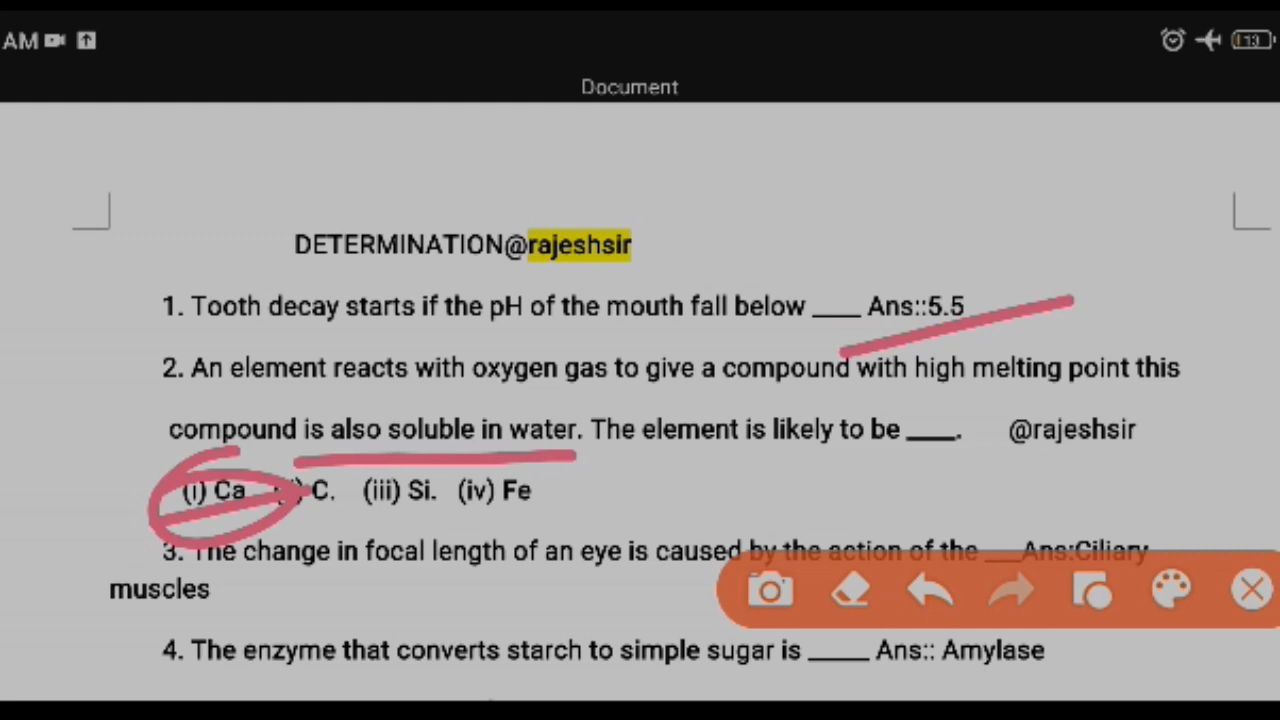 AM
13
Document
DETERMINATION@rajeshsir
1. Tooth decay starts if the pH of the mouth fall below ____ Ans::5.5
2. An element reacts with oxygen gas to give a compound with high melting point this
compound is also soluble in water. The element is likely to be ____. @rajeshsir
(i) Ca (ii) C. (iii) Si. (iv) Fe
3. The change in focal length of an eye is caused by the action of the ___Ans:Ciliary
muscles
4. The enzyme that converts starch to simple sugar is _____ Ans:: Amylase